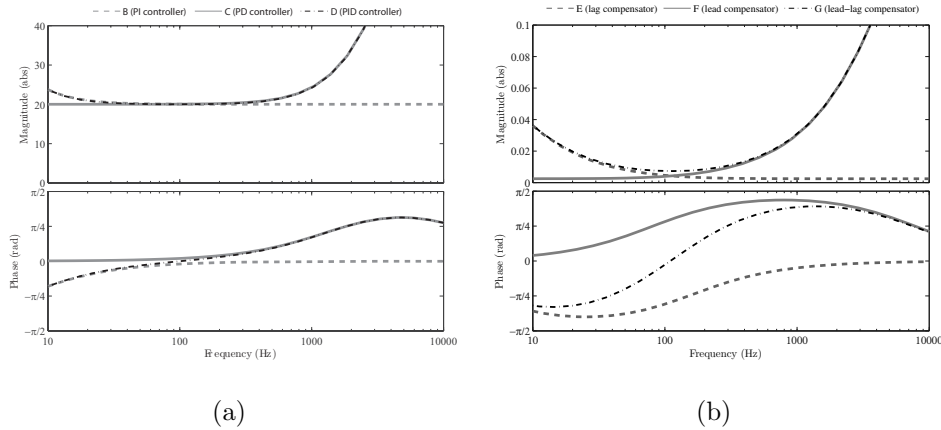 B (PI controller) C (PD controller) D (PID controller)
40
30
20
10
0
Magnitude (abs)
π/2
π/4
0
−π/4
−π/2
Phase (rad)
10 100 1000 10000
Frequency (Hz)
(a)
E (lag compensator) F (lead compensator) G (lead−lag compensator)
0.1
0.08
0.06
0.04
0.02
0
Magnitude (abs)
π/2
π/4
0
−π/4
−π/2
Phase (rad)
10 100 1000 10000
Frequency (Hz)
(b)